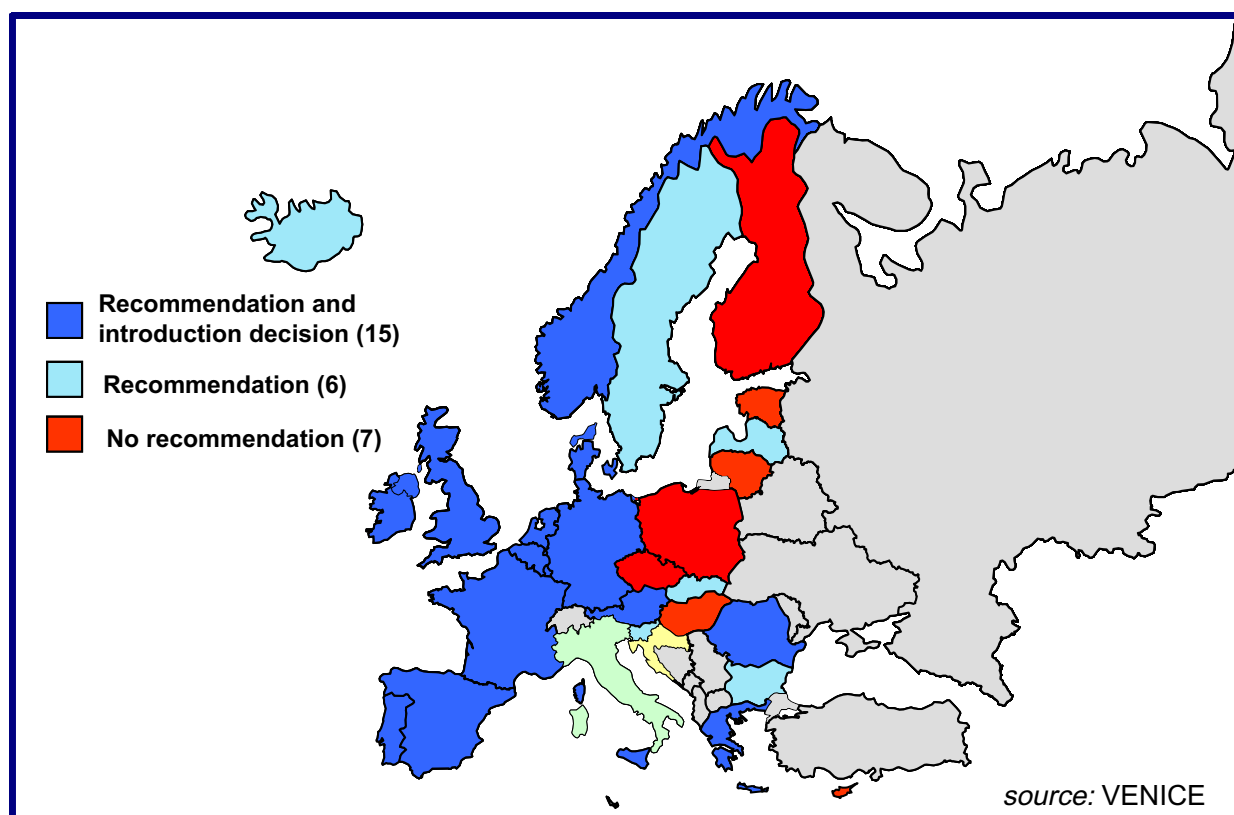 Recommendation and
introduction decision (15)
Recommendation (6)
No recommendation (7)
source: VENICE